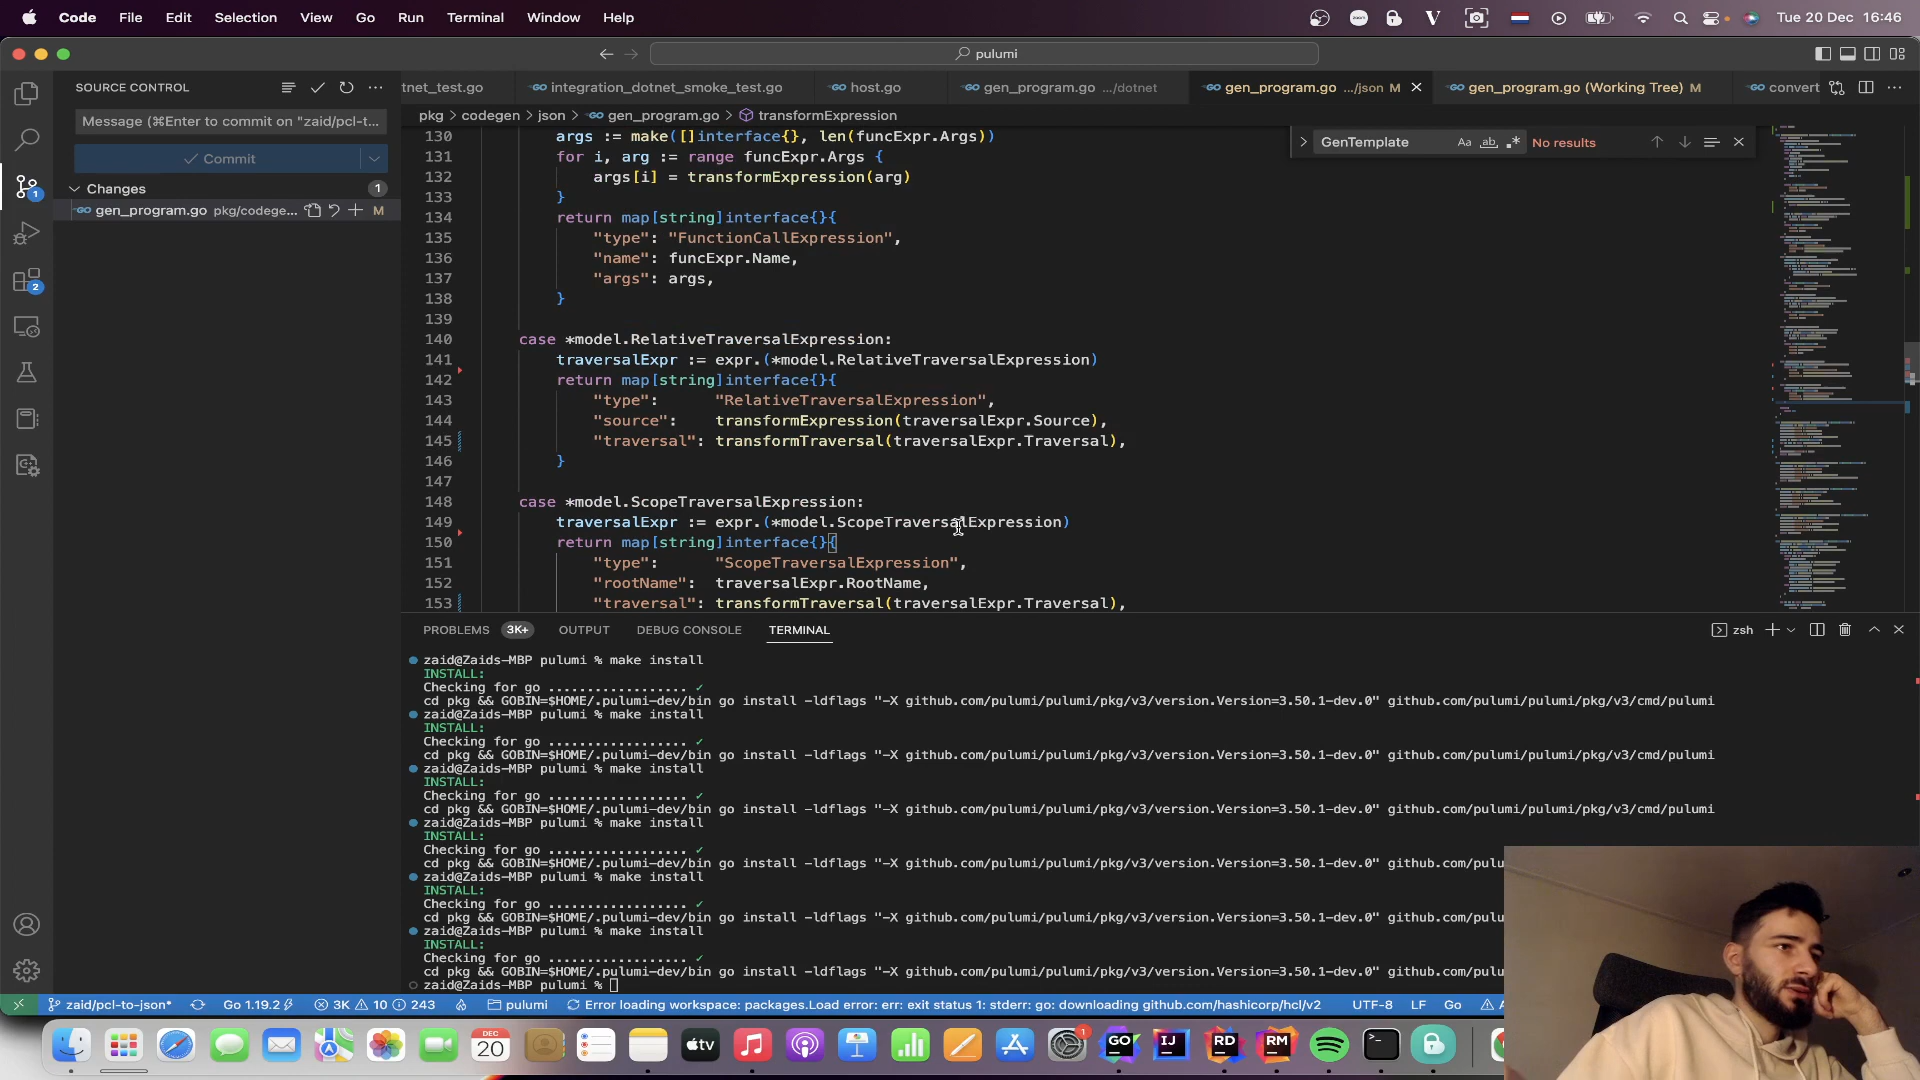 Code File Edit Selection View Go Run Terminal Window Help
Tue 20 Dec 16:46
pulumi
SOURCE CONTROL
tnet_test.go
integration_dotnet_smoke_test.go
host.go
gen_program.go .../dotnet
gen_program.go .../json M
gen_program.go (Working Tree) M
convert
Message (⌘Enter to commit on "zaid/pcl-t...
Commit
Changes 1
gen_program.go pkg/codege... M
1
2
pkg > codegen > json > gen_program.go > transformExpression
GenTemplate
Aa
ab
No results
130 args := make([]interface{}, len(funcExpr.Args))
131 for i, arg := range funcExpr.Args {
132 args[i] = transformExpression(arg)
133 }
134 return map[string]interface{}{
135 "type": "FunctionCallExpression",
136 "name": funcExpr.Name,
137 "args": args,
138 }
139
140 case *model.RelativeTraversalExpression:
141 traversalExpr := expr.(*model.RelativeTraversalExpression)
142 return map[string]interface{}{
143 "type": "RelativeTraversalExpression",
144 "source": transformExpression(traversalExpr.Source),
145 "traversal": transformTraversal(traversalExpr.Traversal),
146 }
147
148 case *model.ScopeTraversalExpression:
149 traversalExpr := expr.(*model.ScopeTraversalExpression)
150 return map[string]interface{}{
151 "type": "ScopeTraversalExpression",
152 "rootName": traversalExpr.RootName,
153 "traversal": transformTraversal(traversalExpr.Traversal),
PROBLEMS 3K+ OUTPUT DEBUG CONSOLE TERMINAL
zsh
zaid@Zaids-MBP pulumi % make install
INSTALL:
Checking for go .................. ✓
cd pkg && GOBIN=$HOME/.pulumi-dev/bin go install -ldflags "-X github.com/pulumi/pulumi/pkg/v3/version.Version=3.50.1-dev.0" github.com/pulumi/pulumi/pkg/v3/cmd/pulumi
zaid@Zaids-MBP pulumi % make install
INSTALL:
Checking for go .................. ✓
cd pkg && GOBIN=$HOME/.pulumi-dev/bin go install -ldflags "-X github.com/pulumi/pulumi/pkg/v3/version.Version=3.50.1-dev.0" github.com/pulumi/pulumi/pkg/v3/cmd/pulumi
zaid@Zaids-MBP pulumi % make install
INSTALL:
Checking for go .................. ✓
cd pkg && GOBIN=$HOME/.pulumi-dev/bin go install -ldflags "-X github.com/pulumi/pulumi/pkg/v3/version.Version=3.50.1-dev.0" github.com/pulumi/pulumi/pkg/v3/cmd/pulumi
zaid@Zaids-MBP pulumi % make install
INSTALL:
Checking for go .................. ✓
cd pkg && GOBIN=$HOME/.pulumi-dev/bin go install -ldflags "-X github.com/pulumi/pulumi/pkg/v3/version.Version=3.50.1-dev.0" github.com/pul
zaid@Zaids-MBP pulumi % make install
INSTALL:
Checking for go .................. ✓
cd pkg && GOBIN=$HOME/.pulumi-dev/bin go install -ldflags "-X github.com/pulumi/pulumi/pkg/v3/version.Version=3.50.1-dev.0" github.com/pul
zaid@Zaids-MBP pulumi % make install
INSTALL:
Checking for go .................. ✓
cd pkg && GOBIN=$HOME/.pulumi-dev/bin go install -ldflags "-X github.com/pulumi/pulumi/pkg/v3/version.Version=3.50.1-dev.0" github.com/pul
zaid@Zaids-MBP pulumi %
zaid/pcl-to-json* Go 1.19.2 3K 10 243 pulumi Error loading workspace: packages.Load error: err: exit status 1: stderr: go: downloading github.com/hashicorp/hcl/v2 UTF-8 LF Go
DEC
20
tv
1
GO
IJ
RD
RM